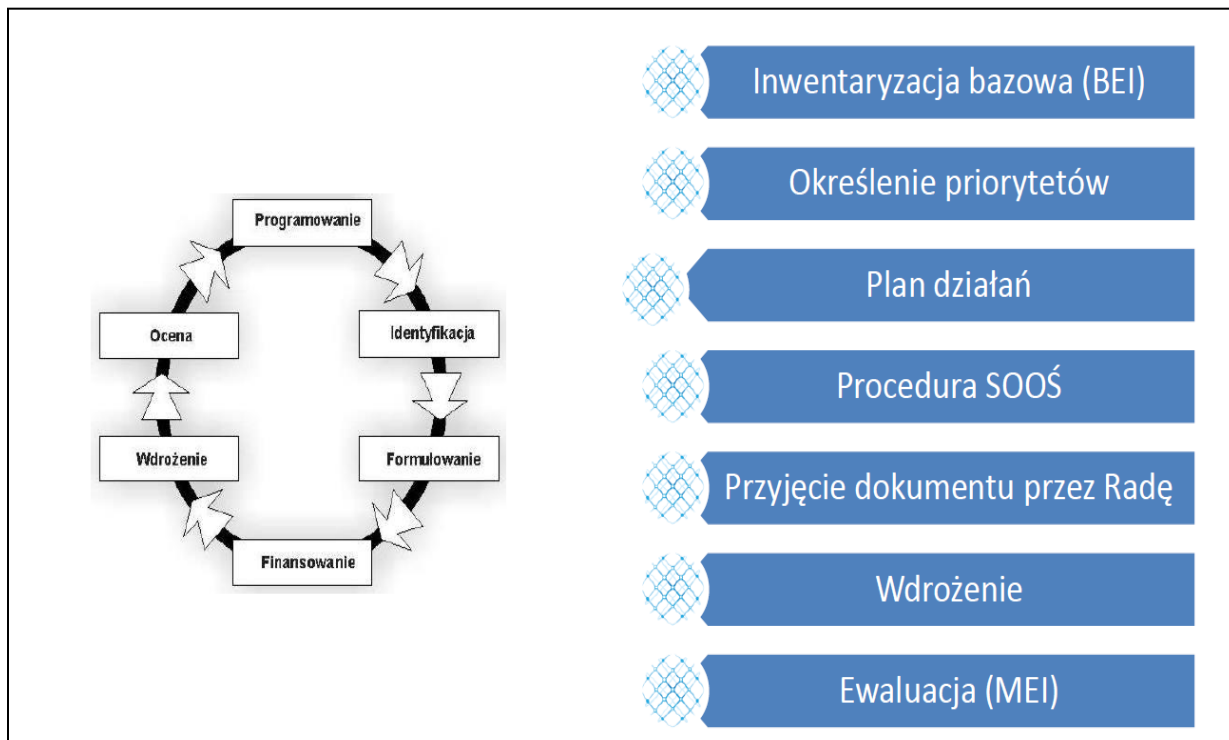 Programowanie
Identyfikacja
Formułowanie
Finansowanie
Wdrożenie
Ocena
Inwentaryzacja bazowa (BEI)
Określenie priorytetów
Plan działań
Procedura SOOŚ
Przyjęcie dokumentu przez Radę
Wdrożenie
Ewaluacja (MEI)